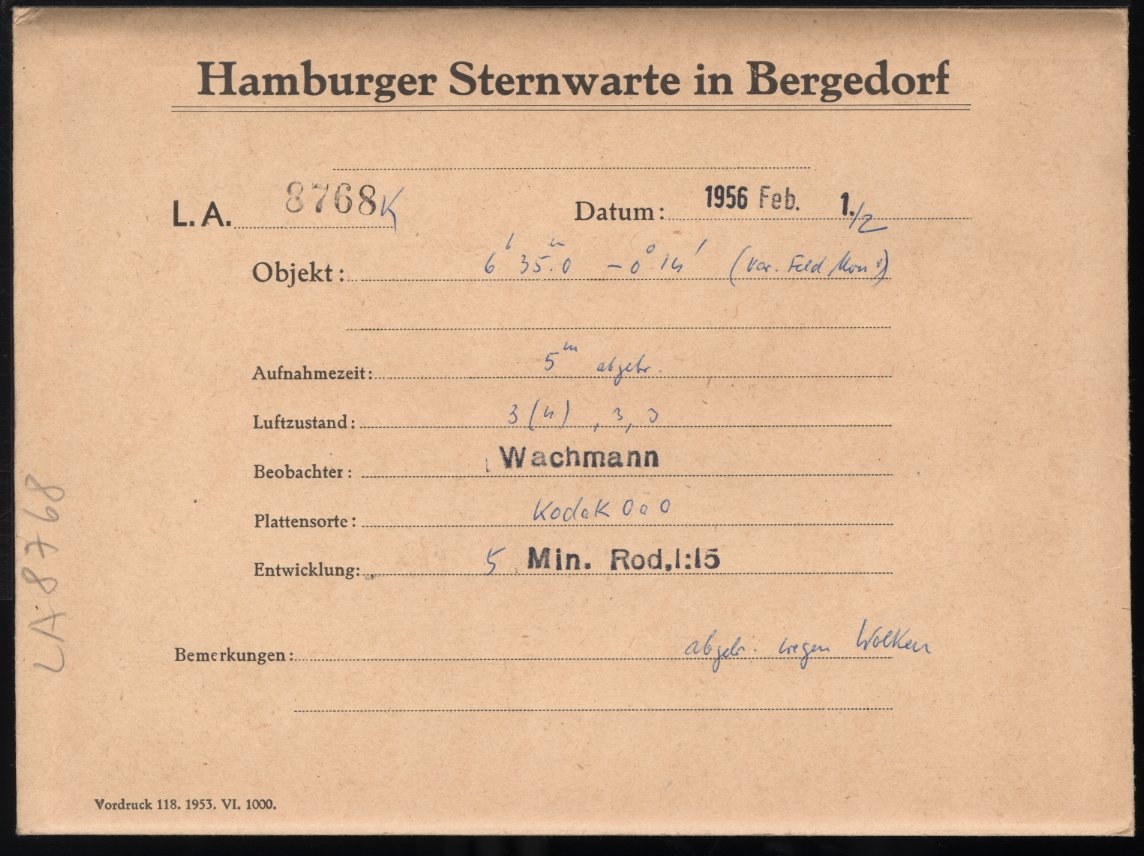 Hamburger Sternwarte in Bergedorf
L. A. 8768K Datum: 1956 Feb. 1./2
Objekt: 6ʰ 35ᵐ.0 –0° 14' (var. Feld Mon)
Aufnahmezeit: 5ᵐ abgebr.
Luftzustand: 3(4), 3, 3
Beobachter: Wachmann
Plattensorte: Kodak 0a0
Entwicklung: 5 Min. Rod.1:15
Bemerkungen: abgebr. wegen Wolken
Vordruck 118. 1953. VI. 1000.
LA 8768